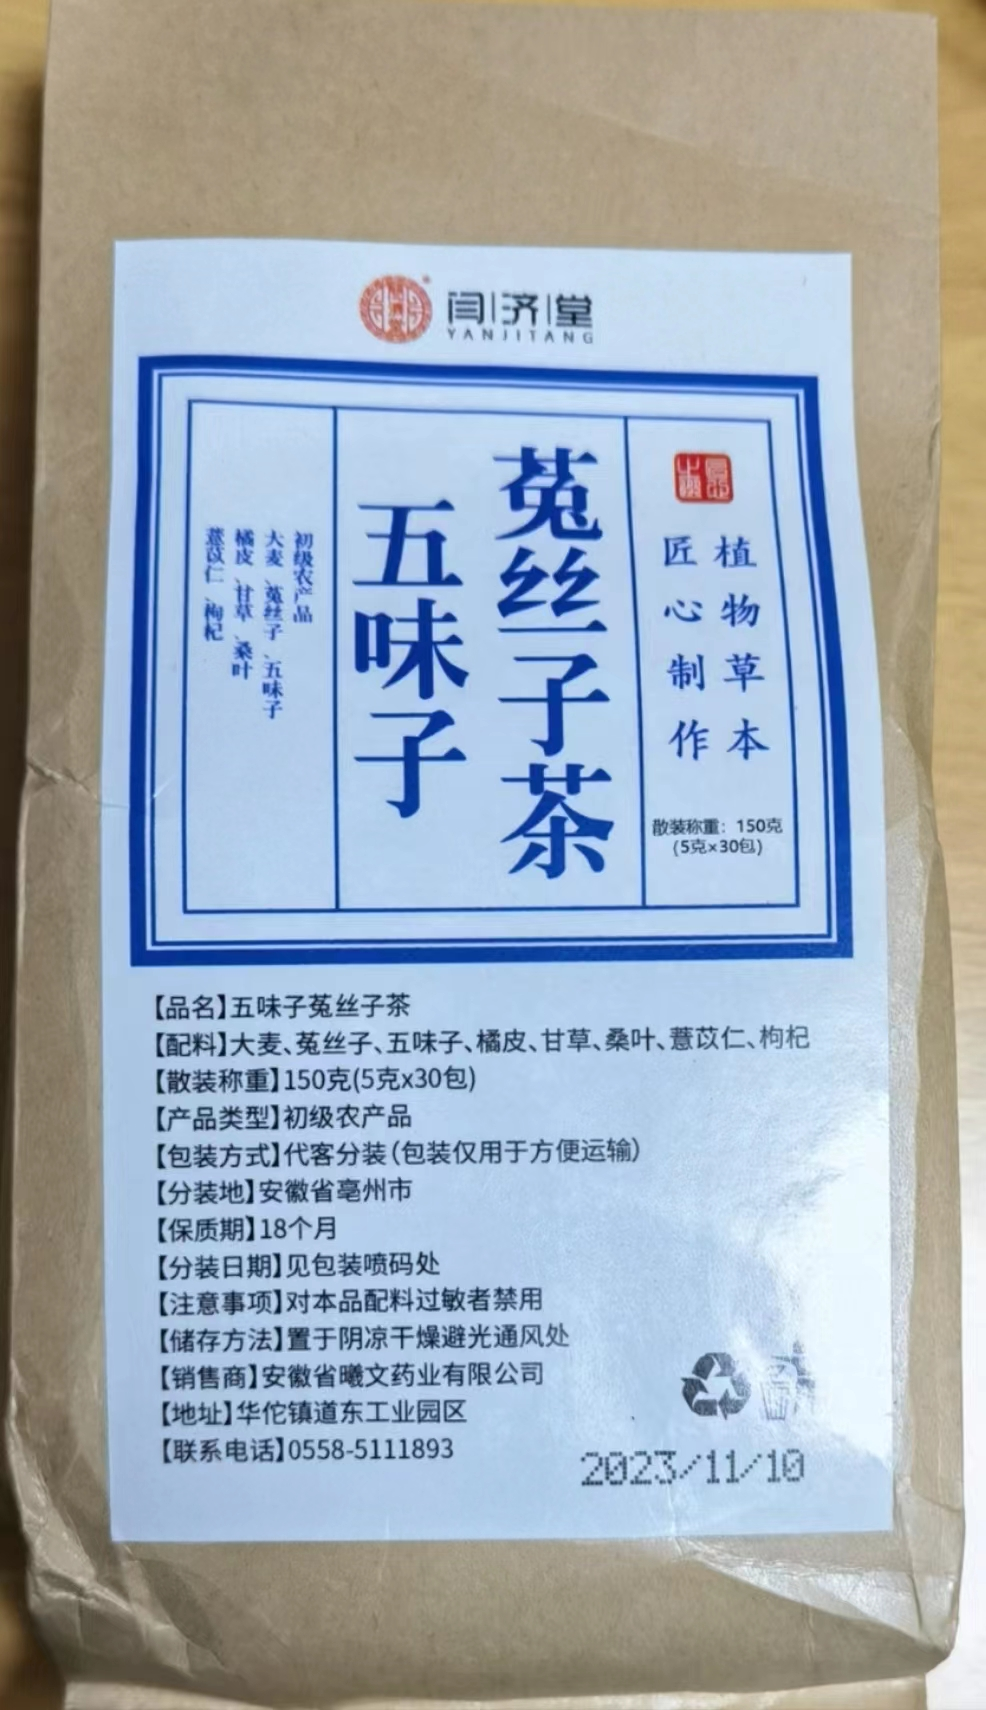 闫济堂
YANJITANG
植物草本
匠心制作
散装称重：150克
(5克×30包)
菟丝子茶
五味子
初级农产品
大麦、菟丝子、五味子
橘皮、甘草、桑叶
薏苡仁、枸杞
【品名】五味子菟丝子茶
【配料】大麦、菟丝子、五味子、橘皮、甘草、桑叶、薏苡仁、枸杞
【散装称重】150克(5克x30包)
【产品类型】初级农产品
【包装方式】代客分装(包装仅用于方便运输)
【分装地】安徽省亳州市
【保质期】18个月
【分装日期】见包装喷码处
【注意事项】对本品配料过敏者禁用
【储存方法】置于阴凉干燥避光通风处
【销售商】安徽省曦文药业有限公司
【地址】华佗镇道东工业园区
【联系电话】0558-5111893
2023/11/10